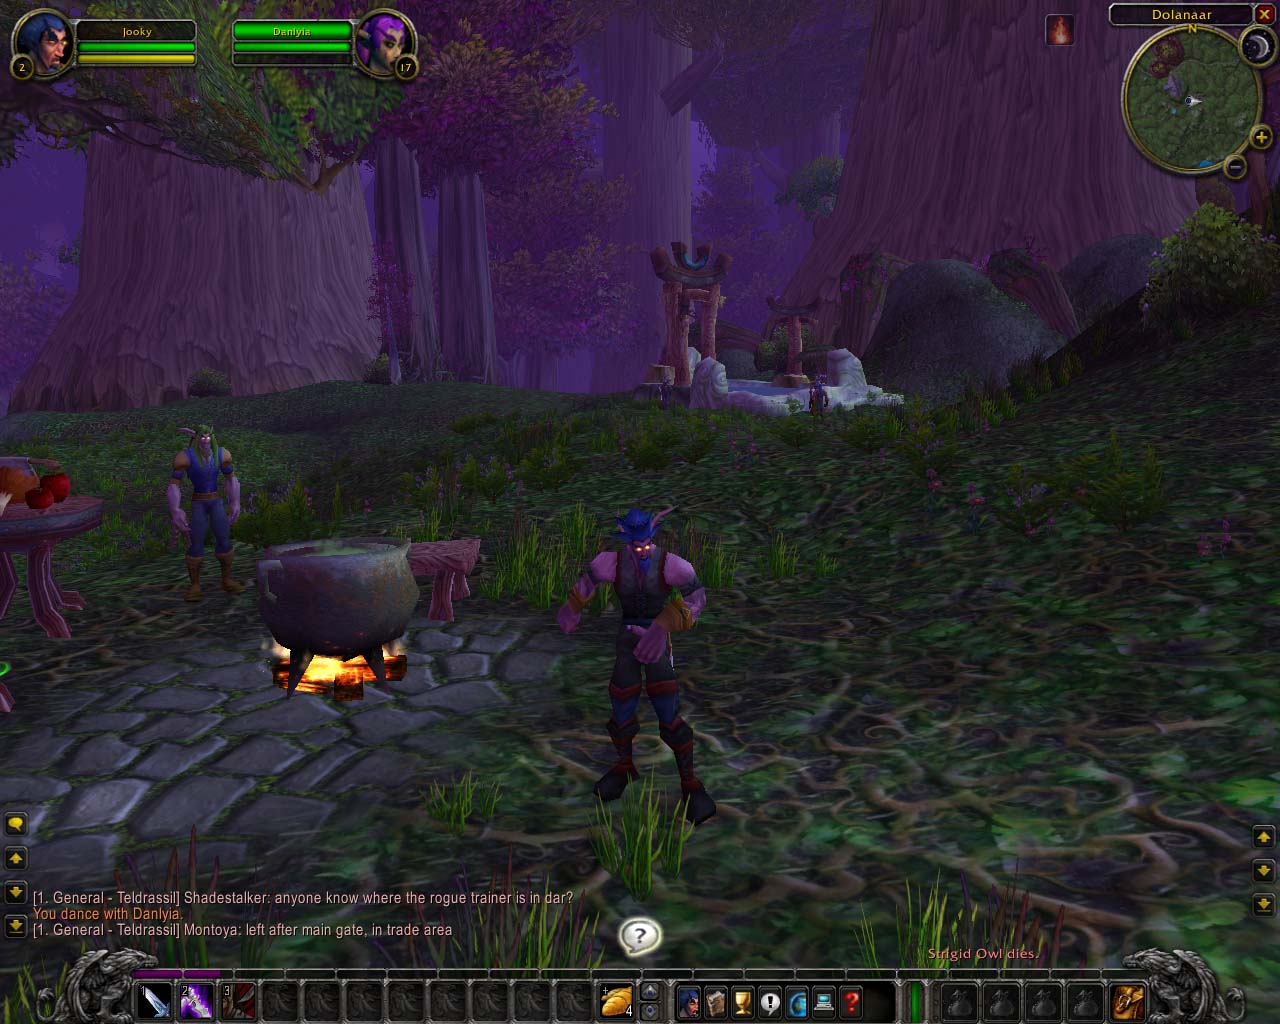 Jooky
2
Danlyia
17
Dolanaar
N
[1. General - Teldrassil] Shadestalker: anyone know where the rogue trainer is in dar?
You dance with Danlyia.
[1. General - Teldrassil] Montoya: left after main gate, in trade area
?
Strigid Owl dies.
1 2 3 4 ! ?